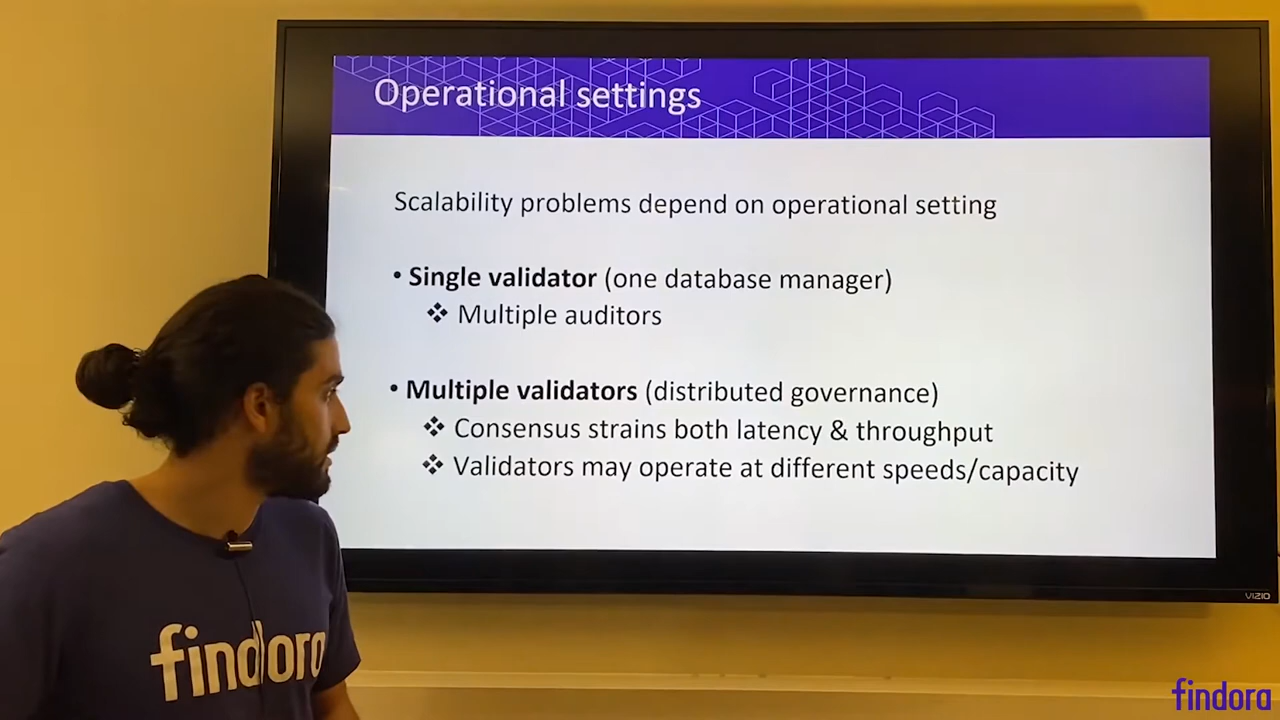 Operational settings
Scalability problems depend on operational setting
• Single validator (one database manager)
❖ Multiple auditors
• Multiple validators (distributed governance)
❖ Consensus strains both latency & throughput
❖ Validators may operate at different speeds/capacity
VIZIO
findora
findora